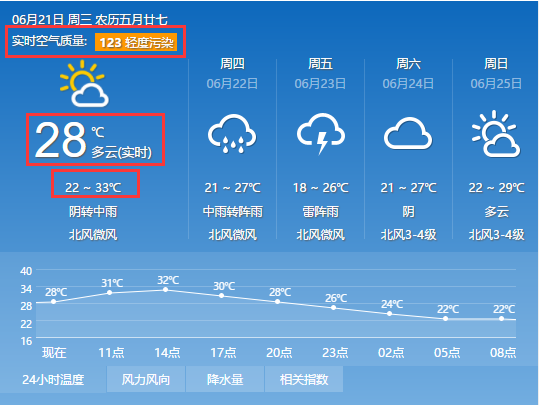 06月21日 周三 农历五月廿七
实时空气质量: 123 轻度污染
28 ℃
多云(实时)
22 ~ 33℃
阴转中雨
北风微风
周四
06月22日
21 ~ 27℃
中雨转阵雨
北风微风
周五
06月23日
18 ~ 26℃
雷阵雨
北风微风
周六
06月24日
21 ~ 27℃
阴
北风3-4级
周日
06月25日
22 ~ 29℃
多云
北风3-4级
40
34
28
22
16
28℃ 31℃ 32℃ 30℃ 28℃ 26℃ 24℃ 22℃ 22℃
现在 11点 14点 17点 20点 23点 02点 05点 08点
24小时温度 风力风向 降水量 相关指数